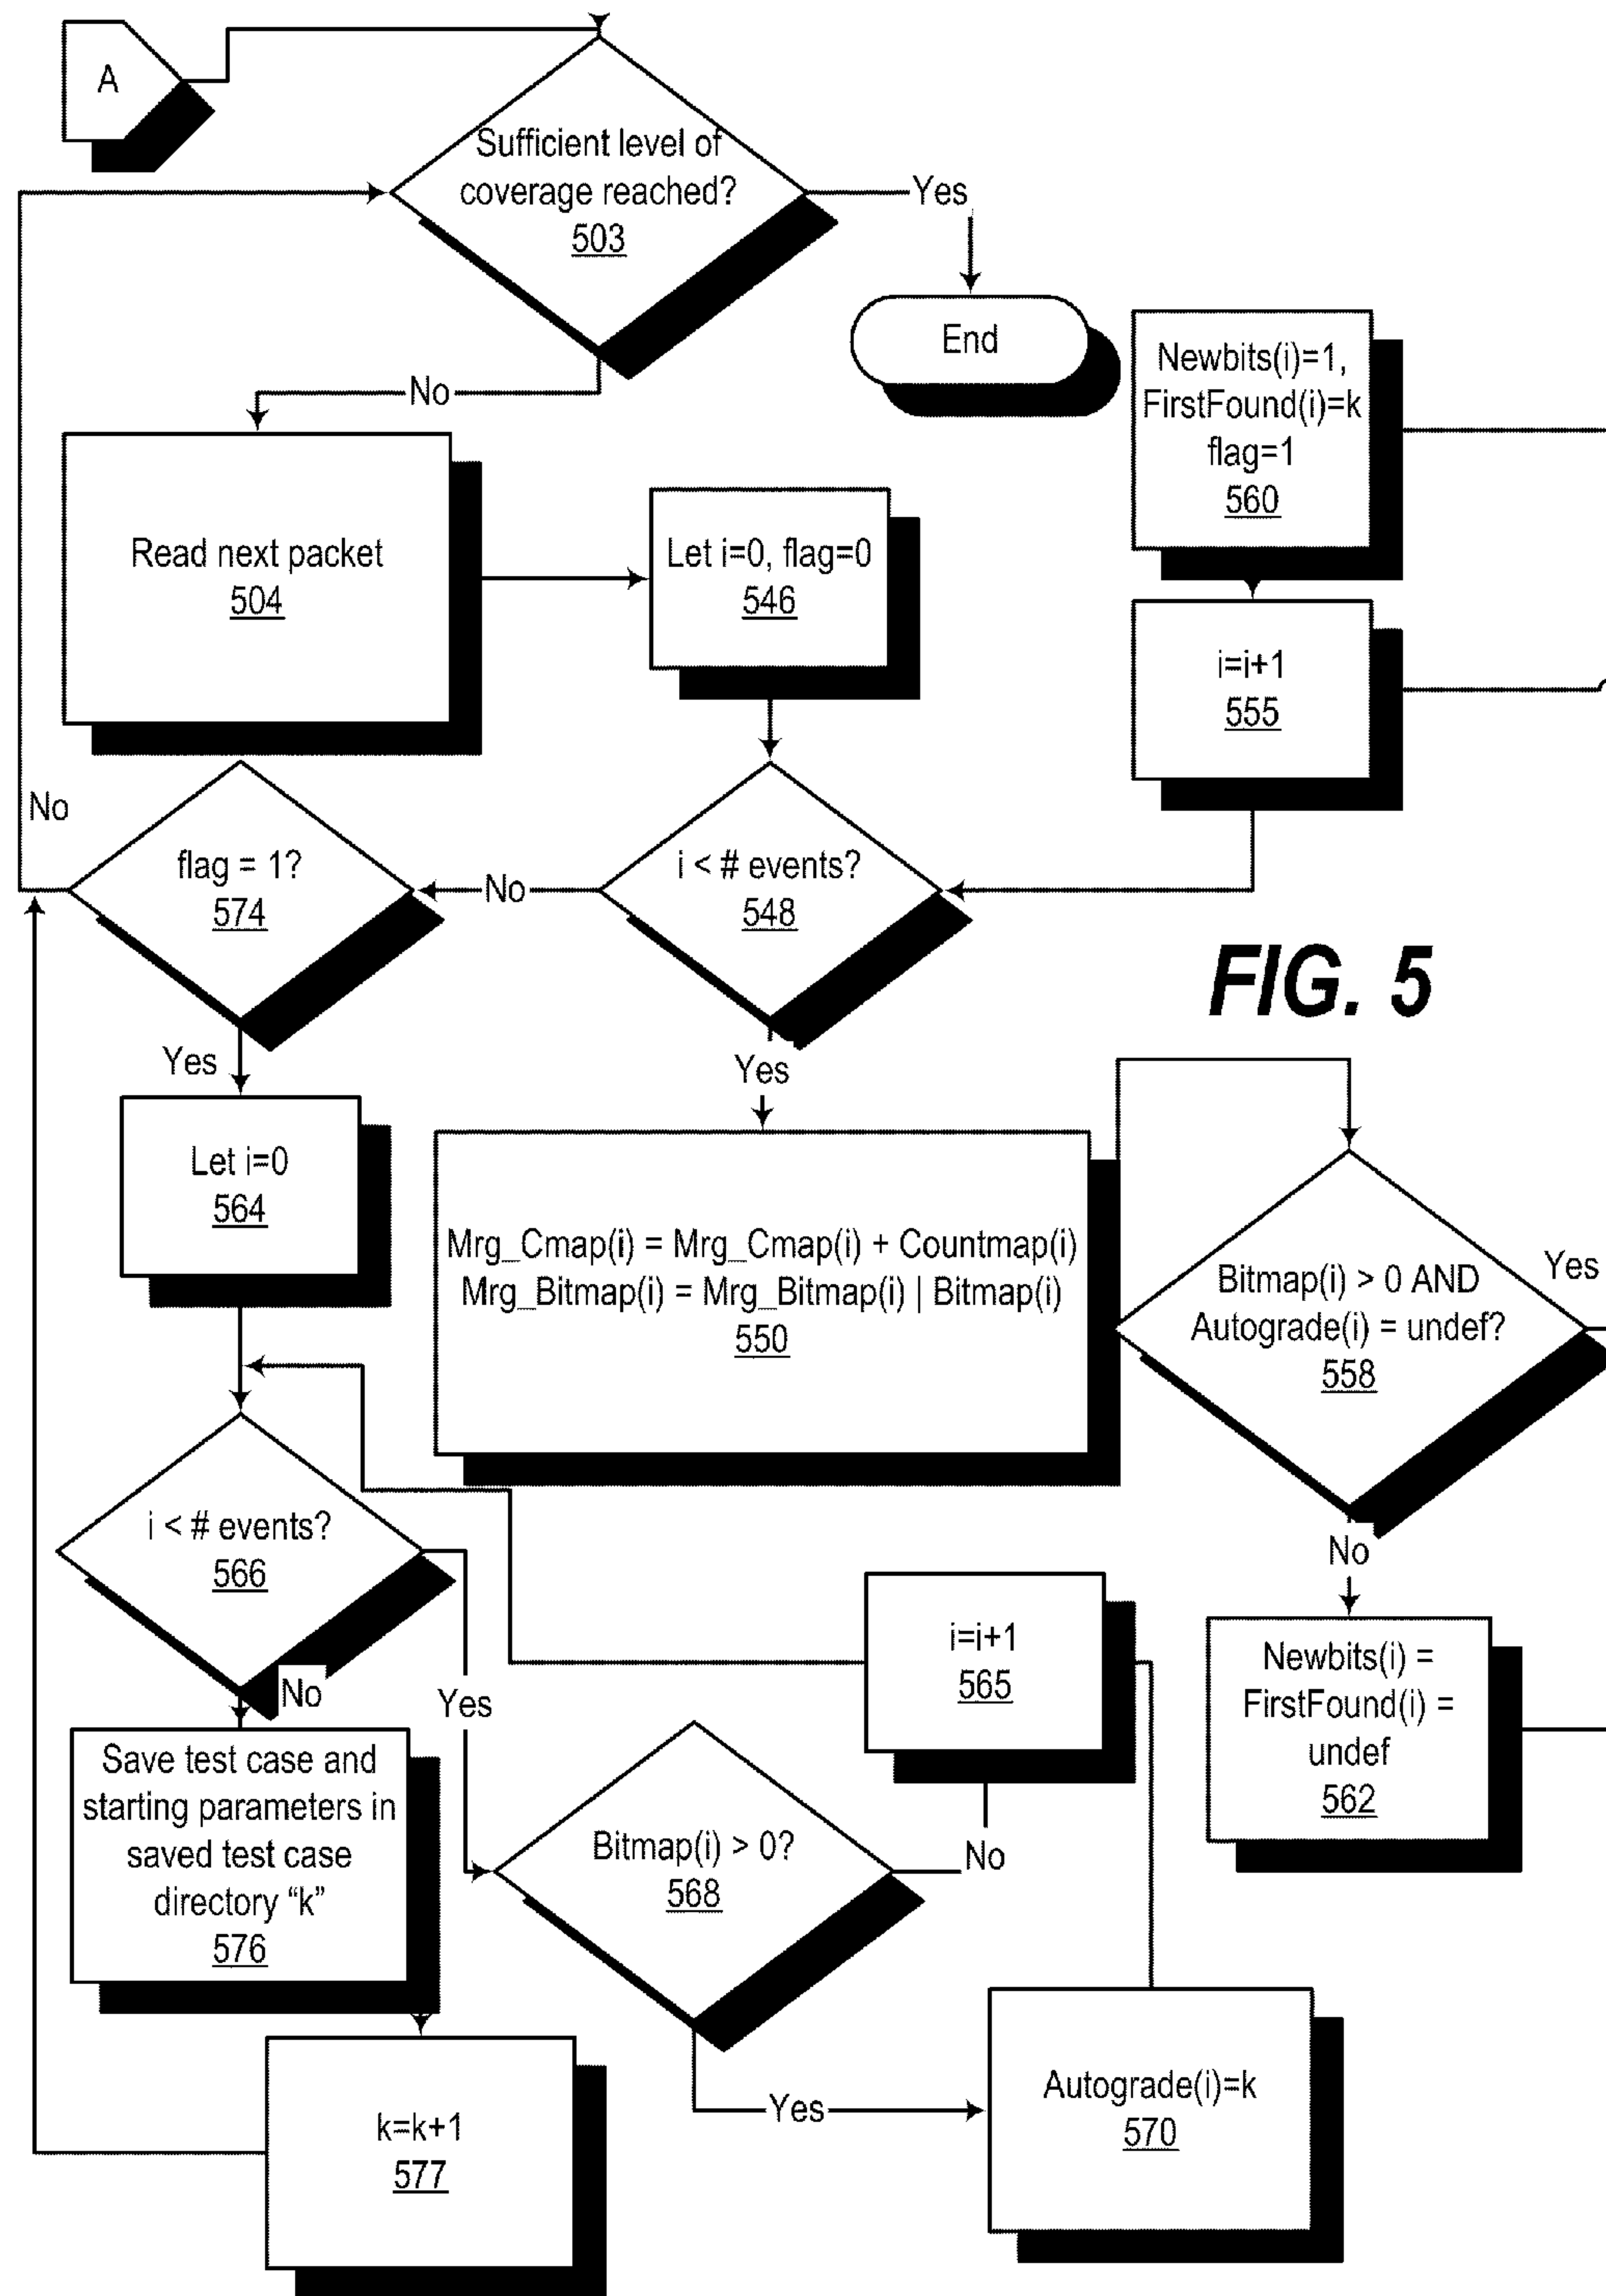 A
Sufficient level of
coverage reached?
503
Yes
End
No
Newbits(i)=1,
FirstFound(i)=k
flag=1
560
Read next packet
504
Let i=0, flag=0
546
i=i+1
555
No
flag = 1?
574
No
i < # events?
548
FIG. 5
Yes
Yes
Let i=0
564
Mrg_Cmap(i) = Mrg_Cmap(i) + Countmap(i)
Mrg_Bitmap(i) = Mrg_Bitmap(i) | Bitmap(i)
550
Bitmap(i) > 0 AND
Autograde(i) = undef?
558
Yes
i < # events?
566
No
Yes
No
i=i+1
565
Newbits(i) =
FirstFound(i) =
undef
562
Save test case and
starting parameters in
saved test case
directory “k”
576
Bitmap(i) > 0?
568
No
Yes
Autograde(i)=k
570
k=k+1
577